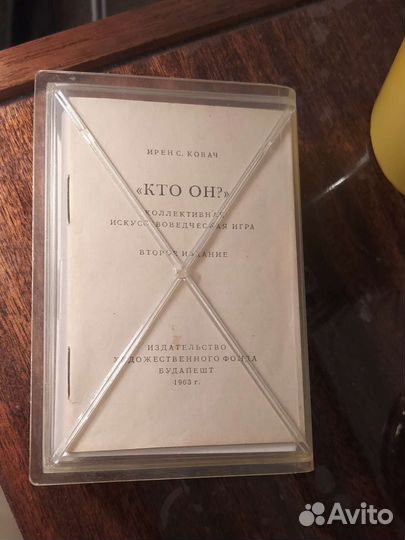 ИРЕН С. КОВАЧ
«КТО ОН?»
КОЛЛЕКТИВНАЯ
ИСКУССТВОВЕДЧЕСКАЯ ИГРА
ВТОРОЕ ИЗДАНИЕ
ИЗДАТЕЛЬСТВО
ХУДОЖЕСТВЕННОГО ФОНДА
БУДАПЕШТ
1963 г.
Avito